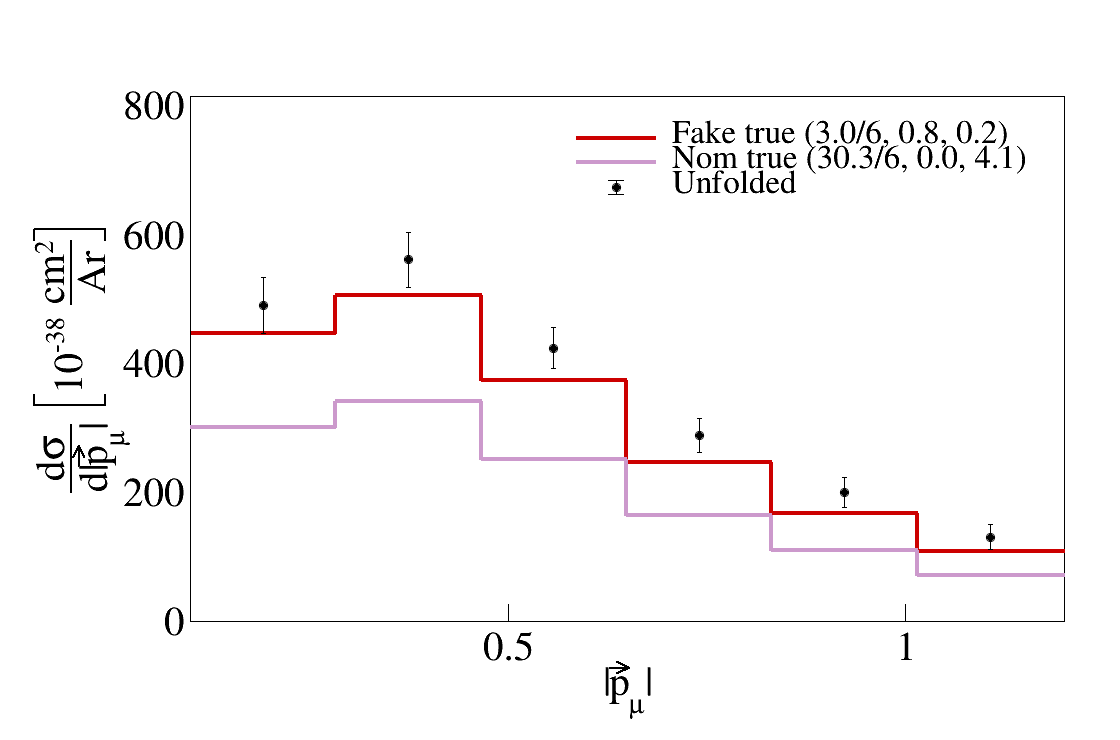 Fake true (3.0/6, 0.8, 0.2)
Nom true (30.3/6, 0.0, 4.1)
Unfolded
800
600
400
200
0
dσ/d|p⃗μ| [10⁻³⁸ cm²/Ar]
0.5
1
|p⃗μ|